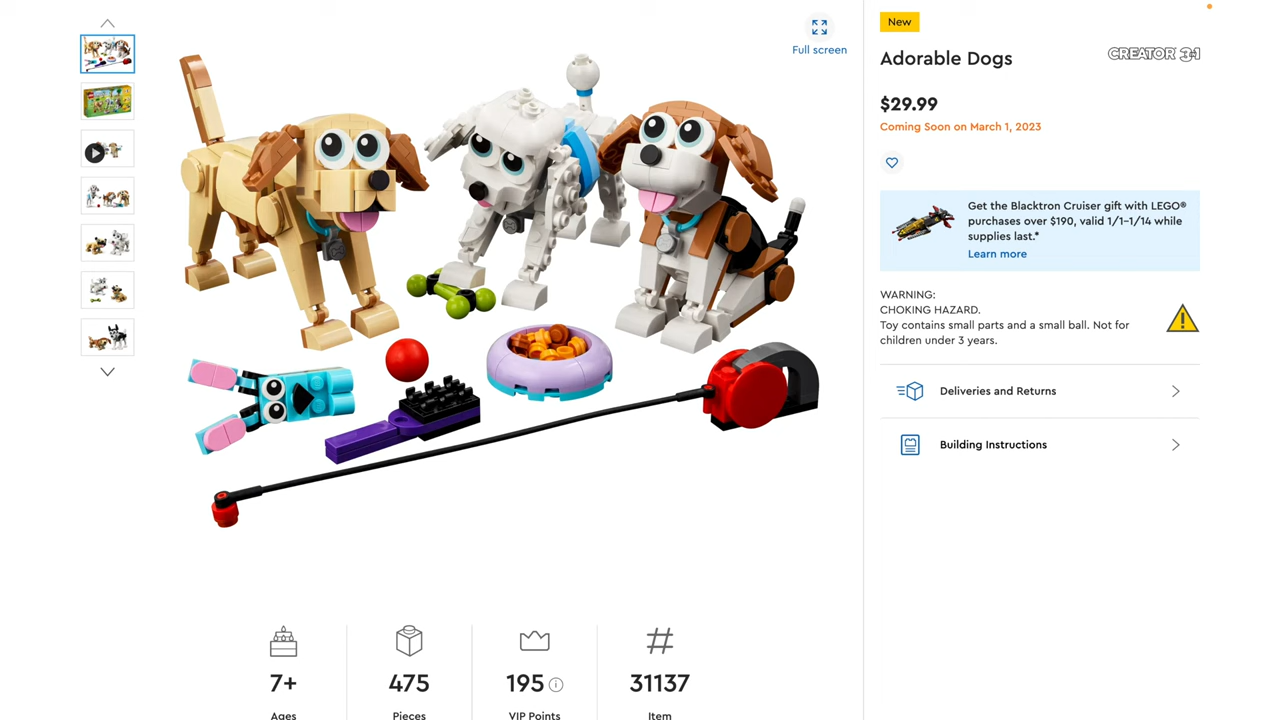 Full screen
New
Adorable Dogs
CREATOR 3in1
$29.99
Coming Soon on March 1, 2023
Get the Blacktron Cruiser gift with LEGO®
purchases over $190, valid 1/1–1/14 while
supplies last.*
Learn more
WARNING:
CHOKING HAZARD.
Toy contains small parts and a small ball. Not for
children under 3 years.
Deliveries and Returns
Building Instructions
7+
Ages
475
Pieces
195
VIP Points
#
31137
Item